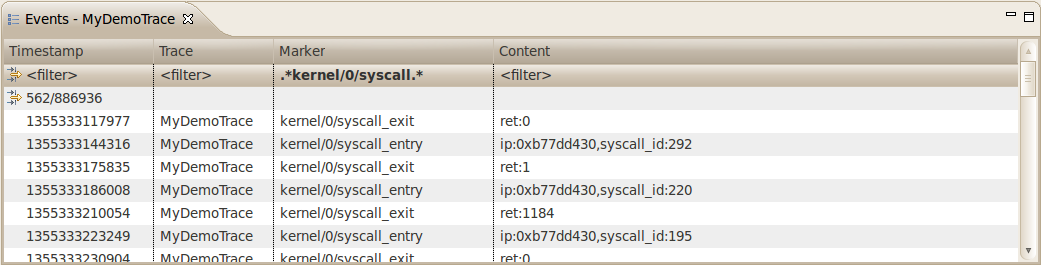 Events - MyDemoTrace
Timestamp Trace Marker Content
<filter> <filter> .*kernel/0/syscall.* <filter>
562/886936
1355333117977 MyDemoTrace kernel/0/syscall_exit ret:0
1355333144316 MyDemoTrace kernel/0/syscall_entry ip:0xb77dd430,syscall_id:292
1355333175835 MyDemoTrace kernel/0/syscall_exit ret:1
1355333186008 MyDemoTrace kernel/0/syscall_entry ip:0xb77dd430,syscall_id:220
1355333210054 MyDemoTrace kernel/0/syscall_exit ret:1184
1355333223249 MyDemoTrace kernel/0/syscall_entry ip:0xb77dd430,syscall_id:195
1355333230904 MyDemoTrace kernel/0/syscall_exit ret:0